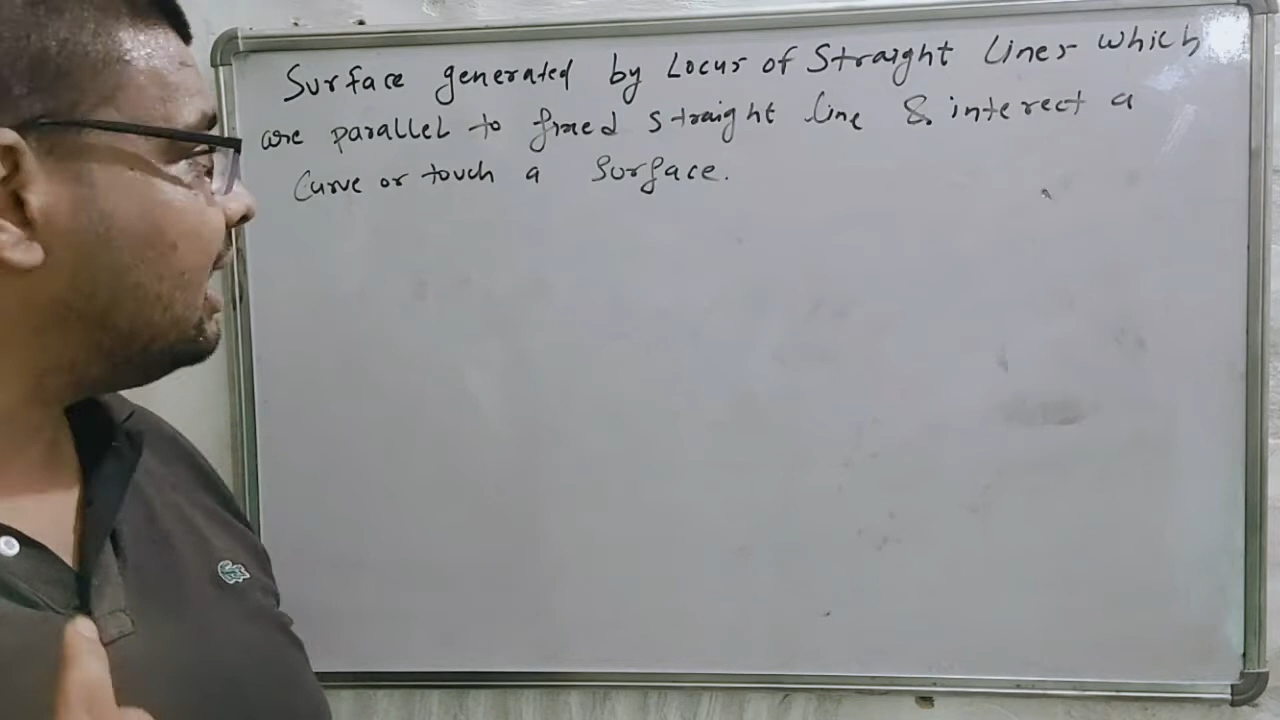 Surface generated by Locus of Straight Lines which
are parallel to fixed straight line & interect a
Curve or touch a Surface.